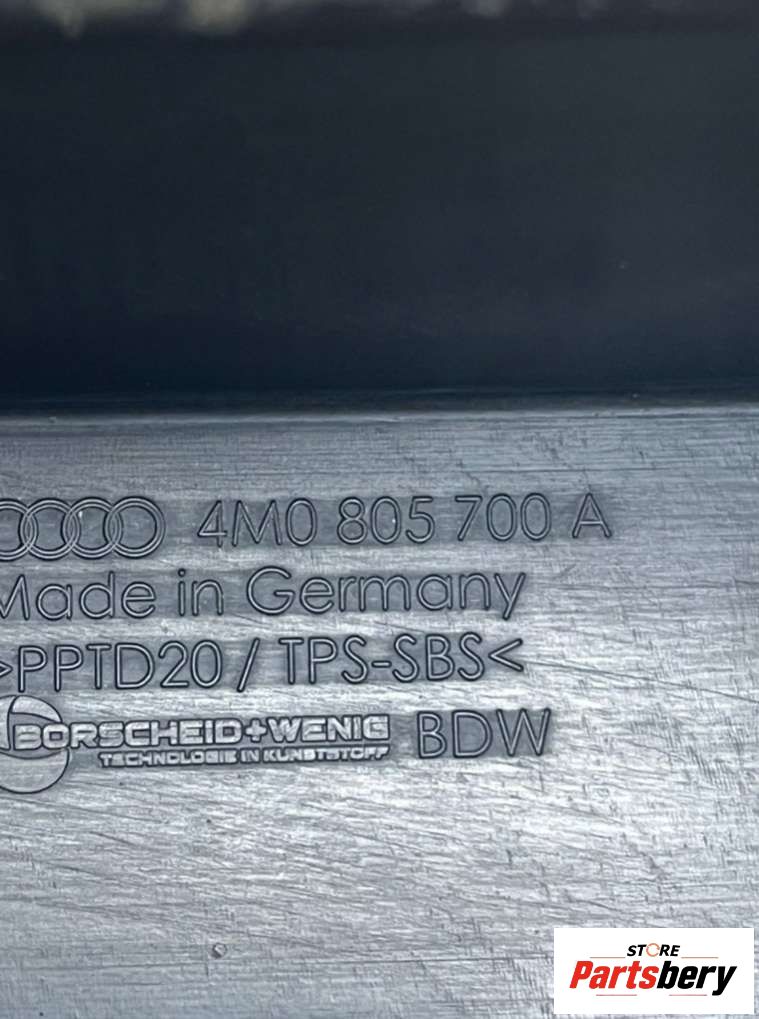 4M0 805 700 A
Made in Germany
>PPTD20 / TPS-SBS<
BORSCHEID+WENIG BDW
TECHNOLOGIE IN KUNSTSTOFF
STORE
Partsbery